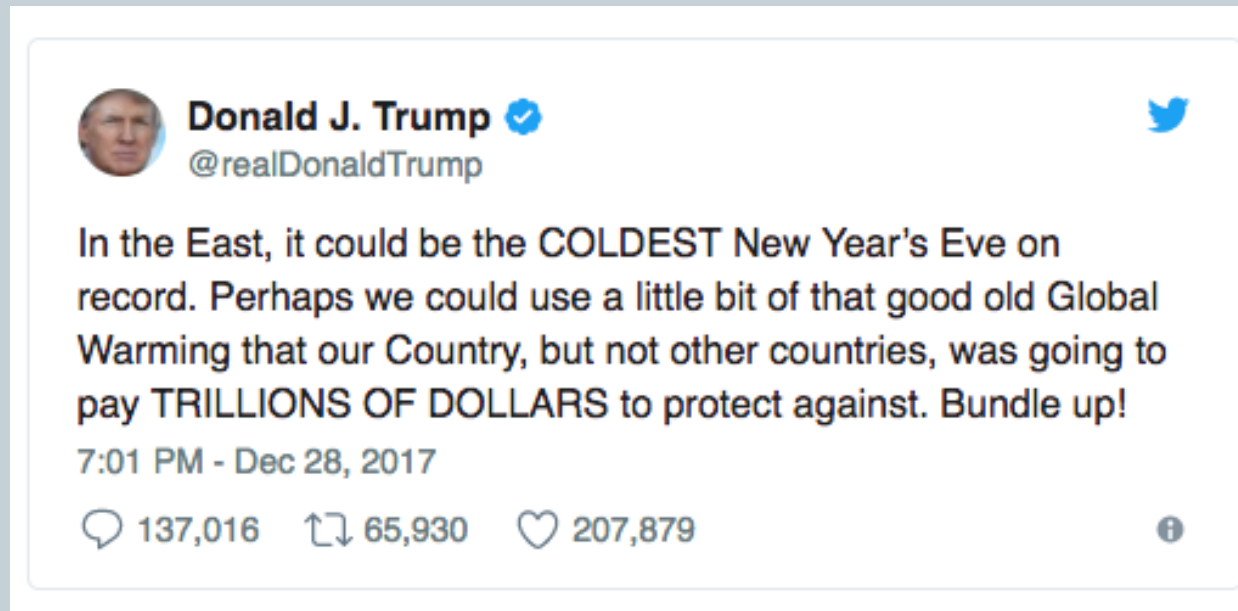 Donald J. Trump
@realDonaldTrump
In the East, it could be the COLDEST New Year's Eve on
record. Perhaps we could use a little bit of that good old Global
Warming that our Country, but not other countries, was going to
pay TRILLIONS OF DOLLARS to protect against. Bundle up!
7:01 PM - Dec 28, 2017
137,016 65,930 207,879